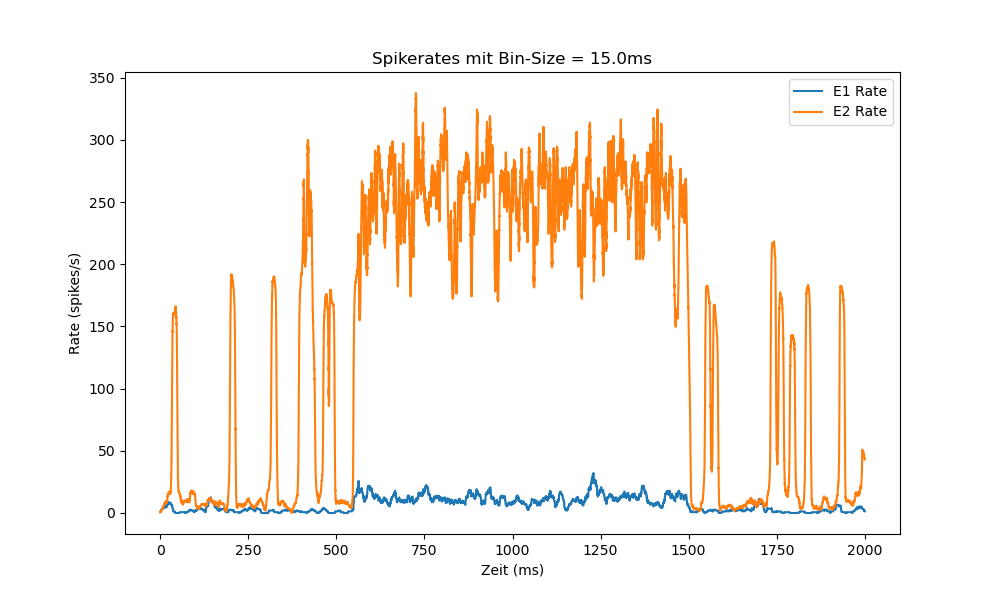 Spikerates mit Bin-Size = 15.0ms
E1 Rate
E2 Rate
350
300
250
200
150
100
50
0
Rate (spikes/s)
0 250 500 750 1000 1250 1500 1750 2000
Zeit (ms)